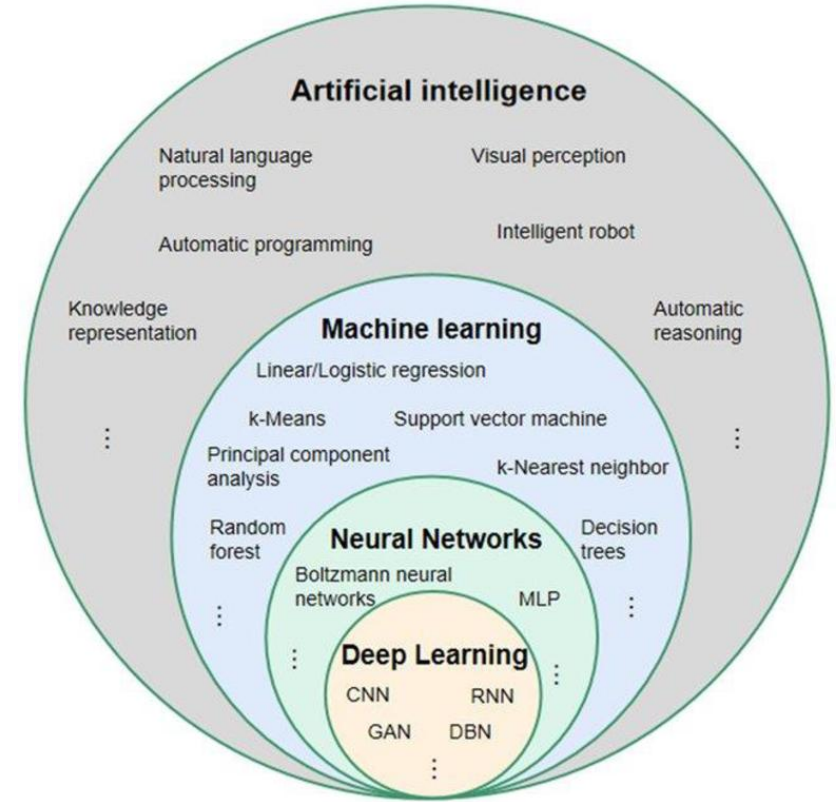 Artificial intelligence
Natural language
processing
Visual perception
Automatic programming
Intelligent robot
Knowledge
representation
Automatic
reasoning
⋮
⋮
Machine learning
Linear/Logistic regression
k-Means
Support vector machine
Principal component
analysis
k-Nearest neighbor
Random
forest
Decision
trees
⋮
⋮
Neural Networks
Boltzmann neural
networks
MLP
⋮
⋮
Deep Learning
CNN
RNN
GAN
DBN
⋮